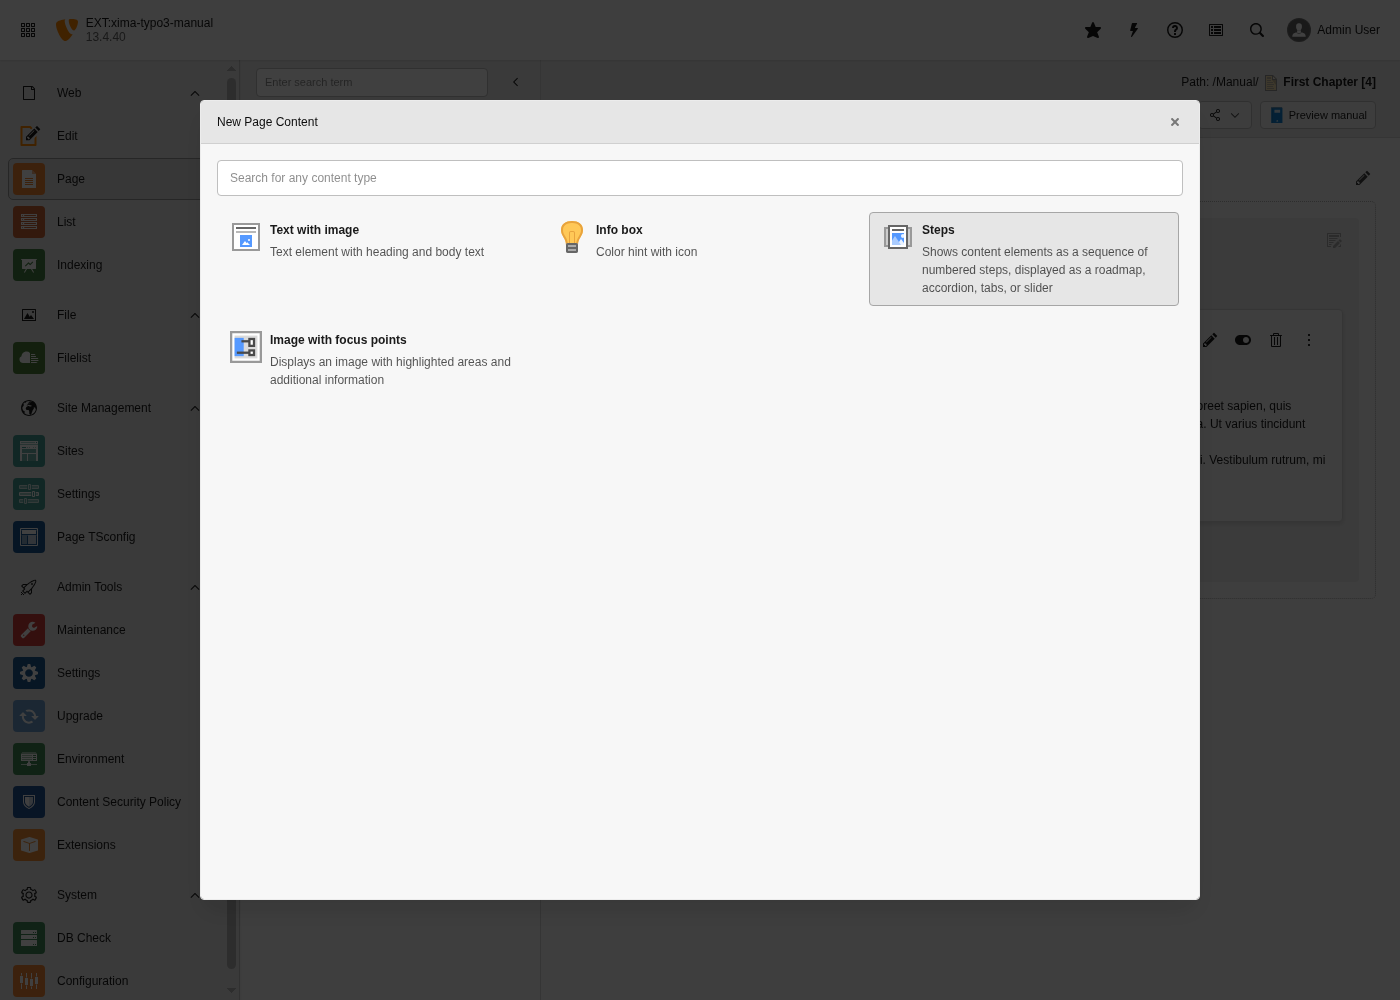 EXT:xima-typo3-manual
13.4.40
Admin User
Web
Edit
Page
List
Indexing
File
Filelist
Site Management
Sites
Settings
Page TSconfig
Admin Tools
Maintenance
Settings
Upgrade
Environment
Content Security Policy
Extensions
System
DB Check
Configuration
Enter search term
Path: /Manual/ First Chapter [4]
Preview manual
New Page Content
Search for any content type
Text with image
Text element with heading and body text
Info box
Color hint with icon
Steps
Shows content elements as a sequence of
numbered steps, displayed as a roadmap,
accordion, tabs, or slider
Image with focus points
Displays an image with highlighted areas and
additional information
sapien, quis
Ut varius tincidunt
Vestibulum rutrum, mi